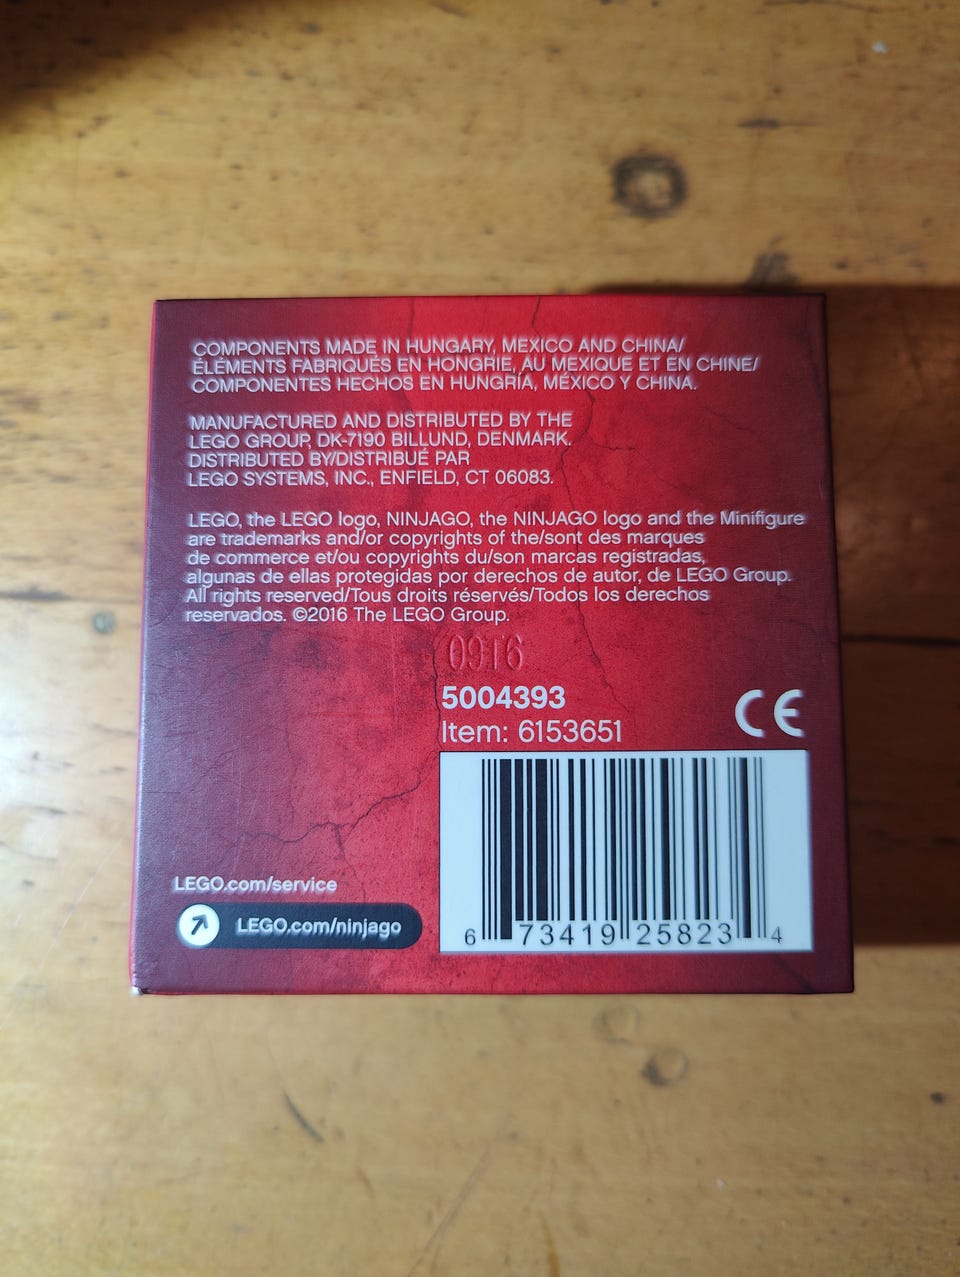 COMPONENTS MADE IN HUNGARY, MEXICO AND CHINA/
ÉLÉMENTS FABRIQUÉS EN HONGRIE, AU MEXIQUE ET EN CHINE/
COMPONENTES HECHOS EN HUNGRÍA, MÉXICO Y CHINA.
MANUFACTURED AND DISTRIBUTED BY THE
LEGO GROUP, DK-7190 BILLUND, DENMARK.
DISTRIBUTED BY/DISTRIBUÉ PAR
LEGO SYSTEMS, INC., ENFIELD, CT 06083.
LEGO, the LEGO logo, NINJAGO, the NINJAGO logo and the Minifigure
are trademarks and/or copyrights of the/sont des marques
de commerce et/ou copyrights du/son marcas registradas,
algunas de ellas protegidas por derechos de autor, de LEGO Group.
All rights reserved/Tous droits réservés/Todos los derechos
reservados. ©2016 The LEGO Group.
09T6
5004393
Item: 6153651
CE
6 73419 25823 4
LEGO.com/service
LEGO.com/ninjago